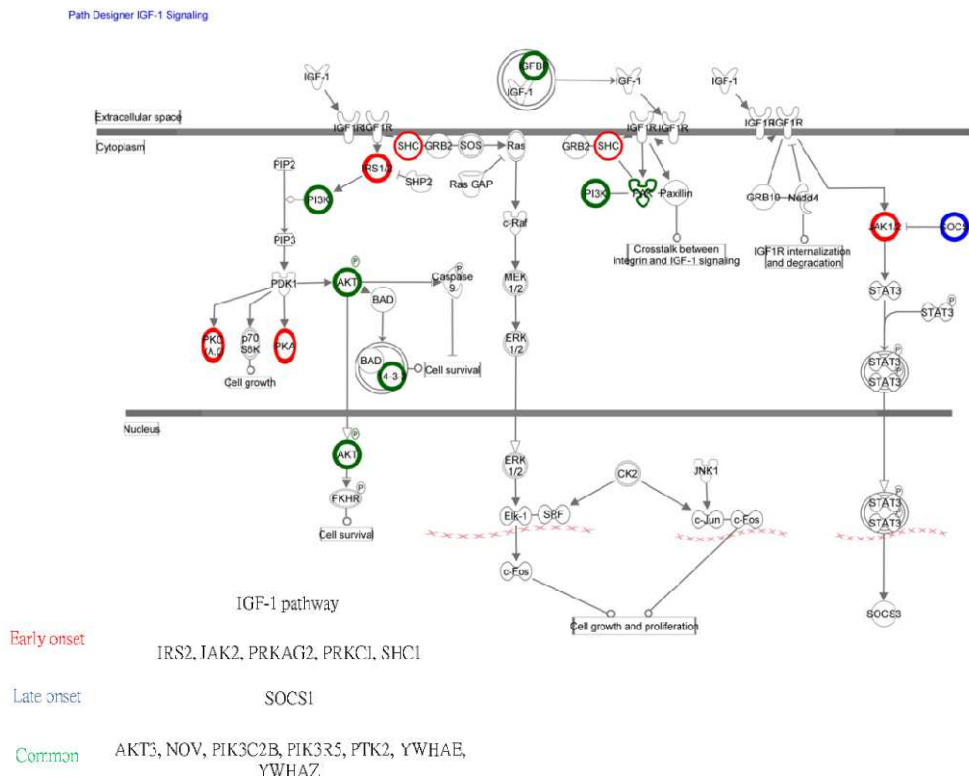 Path Designer IGF-1 Signaling
IGF-1
IGFBP
IGF-1
IGF-1
IGF-1
Extracellular space
IGF1R
IGF1R
IGF1R
IGF1R
IGF1R
IGF1R
Cytoplasm
SHC
GRB2
SOS
Ras
GRB2
SHC
PIP2
IRS1/2
SHP2
Ras GAP
PI3K
PI3K
FAK
Paxillin
GRB10
Nedd4
c-Raf
JAK1/2
SOCS
PIP3
Crosstalk between
integrin and IGF-1 signaling
IGF1R internalization
and degradation
PDK1
AKT
P
Caspase
9
P
BAD
MEK
1/2
STAT3
STAT3
P
p70
S6K
PKA
ERK
1/2
Cell growth
BAD
Cell survival
STAT3
P
STAT3
P
Nucleus
AKT
P
ERK
1/2
CK2
JNK1
FKHR
P
Elk-1
SRF
c-Jun
c-Fos
STAT3
P
STAT3
P
Cell survival
c-Fos
SOCS3
Cell growth and proliferation
IGF-1 pathway
Early onset
IRS2, JAK2, PRKAG2, PRKCI, SHC1
Late onset
SOCS1
Common
AKT3, NOV, PIK3C2B, PIK3R5, PTK2, YWHAE,
YWHAZ